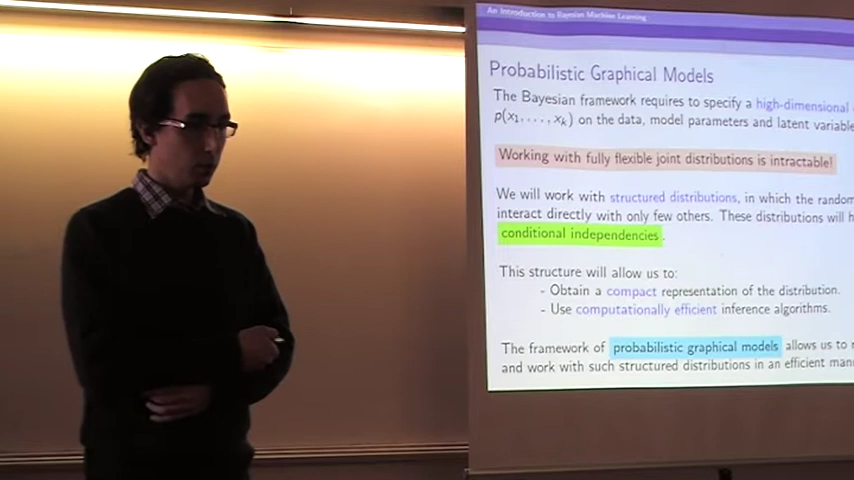 An Introduction to Bayesian Machine Learning
Probabilistic Graphical Models
The Bayesian framework requires to specify a high-dimensional
p(x1, . . . , xk) on the data, model parameters and latent variable
Working with fully flexible joint distributions is intractable!
We will work with structured distributions, in which the random
interact directly with only few others. These distributions will
conditional independencies.
This structure will allow us to:
- Obtain a compact representation of the distribution.
- Use computationally efficient inference algorithms.
The framework of probabilistic graphical models allows us to
and work with such structured distributions in an efficient